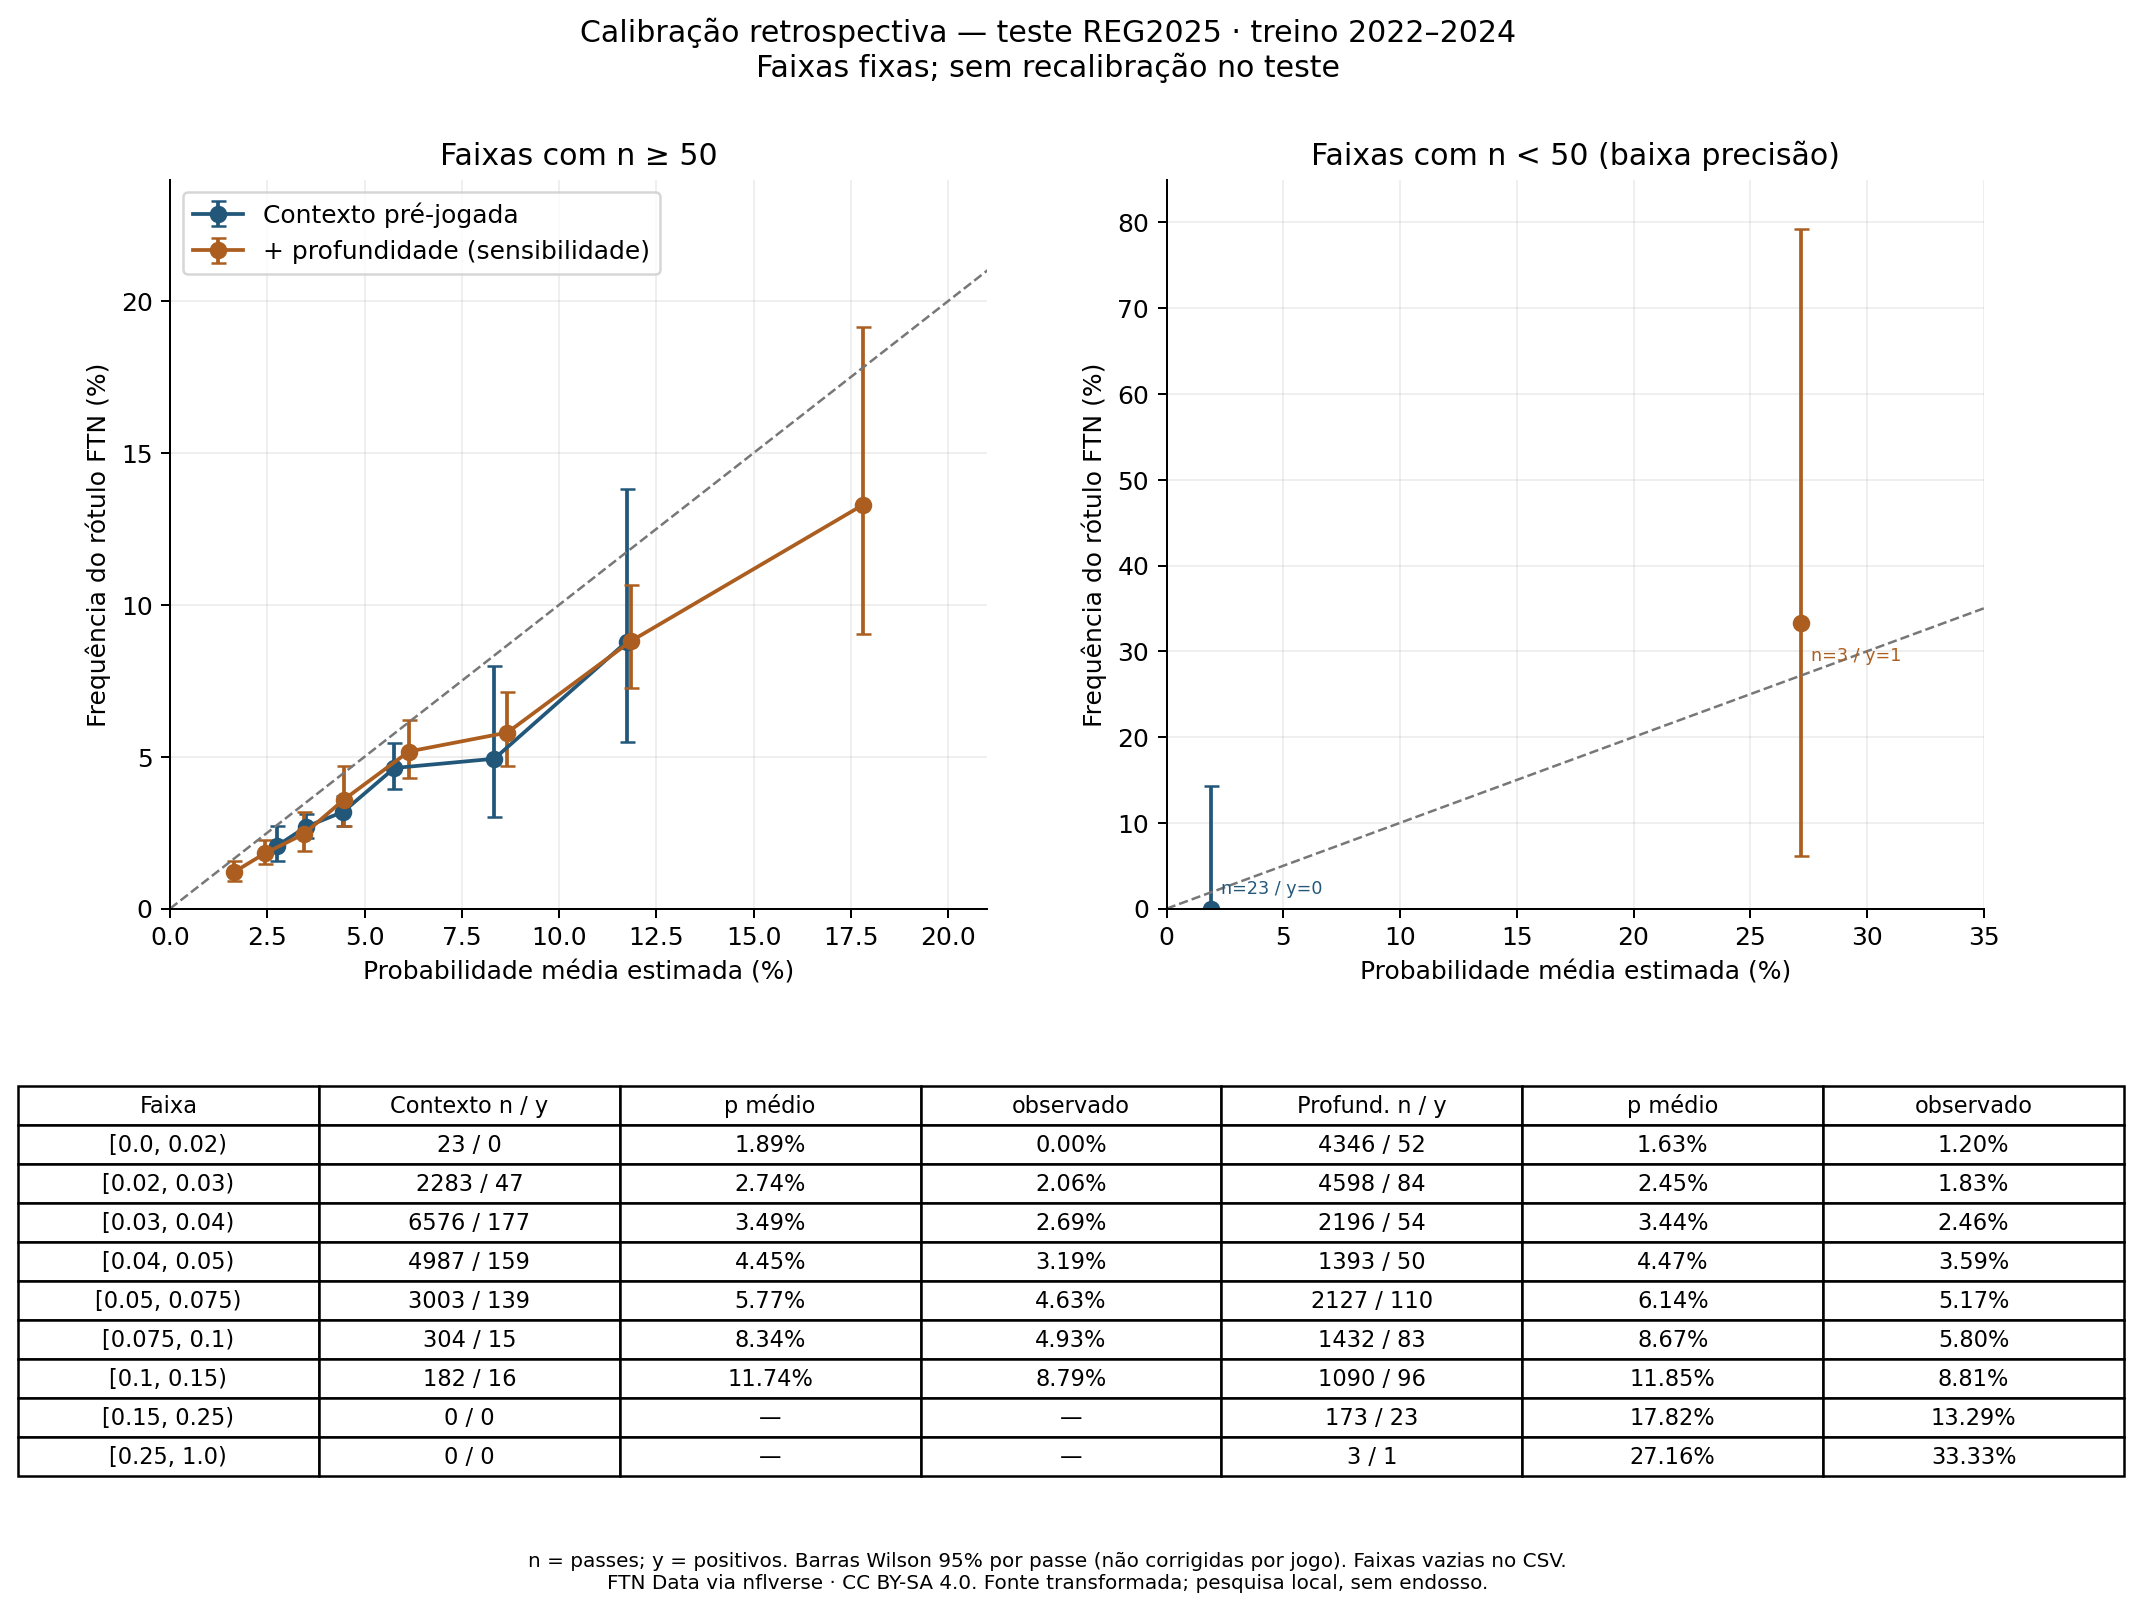 Calibração retrospectiva — teste REG2025 · treino 2022–2024
Faixas fixas; sem recalibração no teste
Faixas com n ≥ 50
Contexto pré-jogada
+ profundidade (sensibilidade)
Frequência do rótulo FTN (%)
20
15
10
5
0
0.0 2.5 5.0 7.5 10.0 12.5 15.0 17.5 20.0
Probabilidade média estimada (%)
Faixas com n < 50 (baixa precisão)
Frequência do rótulo FTN (%)
80
70
60
50
40
30
20
10
0
n=3 / y=1
n=23 / y=0
0 5 10 15 20 25 30 35
Probabilidade média estimada (%)
Faixa Contexto n / y p médio observado Profund. n / y p médio observado
[0.0, 0.02) 23 / 0 1.89% 0.00% 4346 / 52 1.63% 1.20%
[0.02, 0.03) 2283 / 47 2.74% 2.06% 4598 / 84 2.45% 1.83%
[0.03, 0.04) 6576 / 177 3.49% 2.69% 2196 / 54 3.44% 2.46%
[0.04, 0.05) 4987 / 159 4.45% 3.19% 1393 / 50 4.47% 3.59%
[0.05, 0.075) 3003 / 139 5.77% 4.63% 2127 / 110 6.14% 5.17%
[0.075, 0.1) 304 / 15 8.34% 4.93% 1432 / 83 8.67% 5.80%
[0.1, 0.15) 182 / 16 11.74% 8.79% 1090 / 96 11.85% 8.81%
[0.15, 0.25) 0 / 0 — — 173 / 23 17.82% 13.29%
[0.25, 1.0) 0 / 0 — — 3 / 1 27.16% 33.33%
n = passes; y = positivos. Barras Wilson 95% por passe (não corrigidas por jogo). Faixas vazias no CSV.
FTN Data via nflverse · CC BY-SA 4.0. Fonte transformada; pesquisa local, sem endosso.